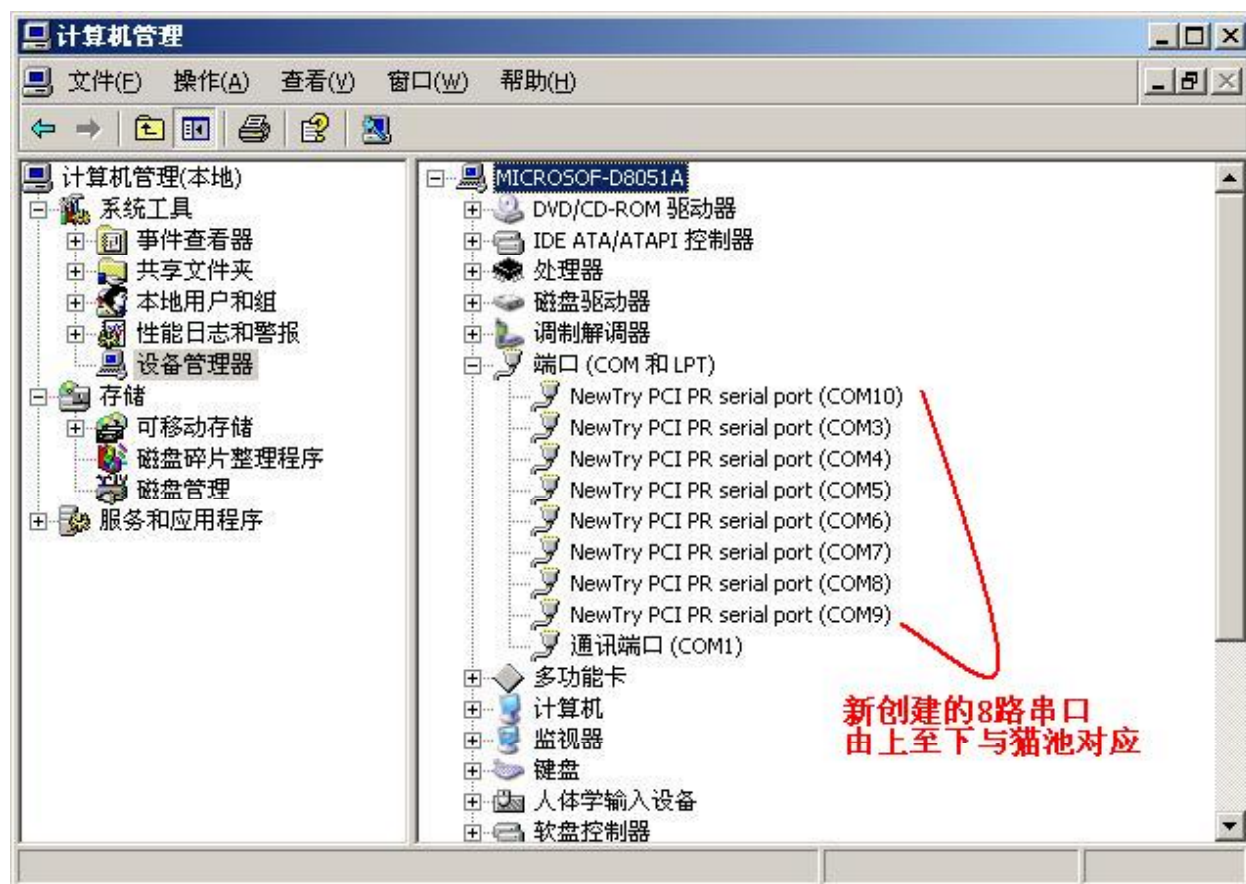 计算机管理
文件(F) 操作(A) 查看(V) 窗口(W) 帮助(H)
计算机管理(本地)
系统工具
事件查看器
共享文件夹
本地用户和组
性能日志和警报
设备管理器
存储
可移动存储
磁盘碎片整理程序
磁盘管理
服务和应用程序
MICROSOF-D8051A
DVD/CD-ROM 驱动器
IDE ATA/ATAPI 控制器
处理器
磁盘驱动器
调制解调器
端口 (COM 和 LPT)
NewTry PCI PR serial port (COM10)
NewTry PCI PR serial port (COM3)
NewTry PCI PR serial port (COM4)
NewTry PCI PR serial port (COM5)
NewTry PCI PR serial port (COM6)
NewTry PCI PR serial port (COM7)
NewTry PCI PR serial port (COM8)
NewTry PCI PR serial port (COM9)
通讯端口 (COM1)
多功能卡
计算机
监视器
键盘
人体学输入设备
软盘控制器
新创建的8路串口
由上至下与猫池对应